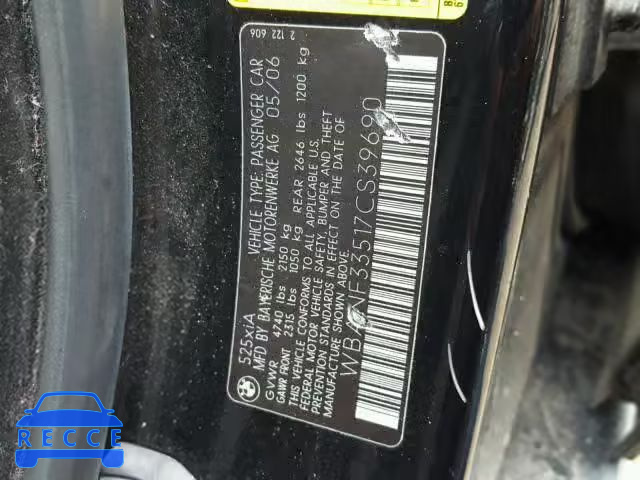 2 122 606
525xiA
VEHICLE TYPE: PASSENGER CAR
MFD BY BAYERISCHE MOTORENWERKE AG 05/06
GVWR 4740 lbs 2150 kg
GAWR FRONT 2315 lbs 1050 kg REAR 2646 lbs 1200 kg
THIS VEHICLE CONFORMS TO ALL APPLICABLE U.S.
FEDERAL MOTOR VEHICLE SAFETY, BUMPER AND THEFT
PREVENTION STANDARDS IN EFFECT ON THE DATE OF
MANUFACTURE SHOWN ABOVE.
WBANF33517CS39690
RECCE